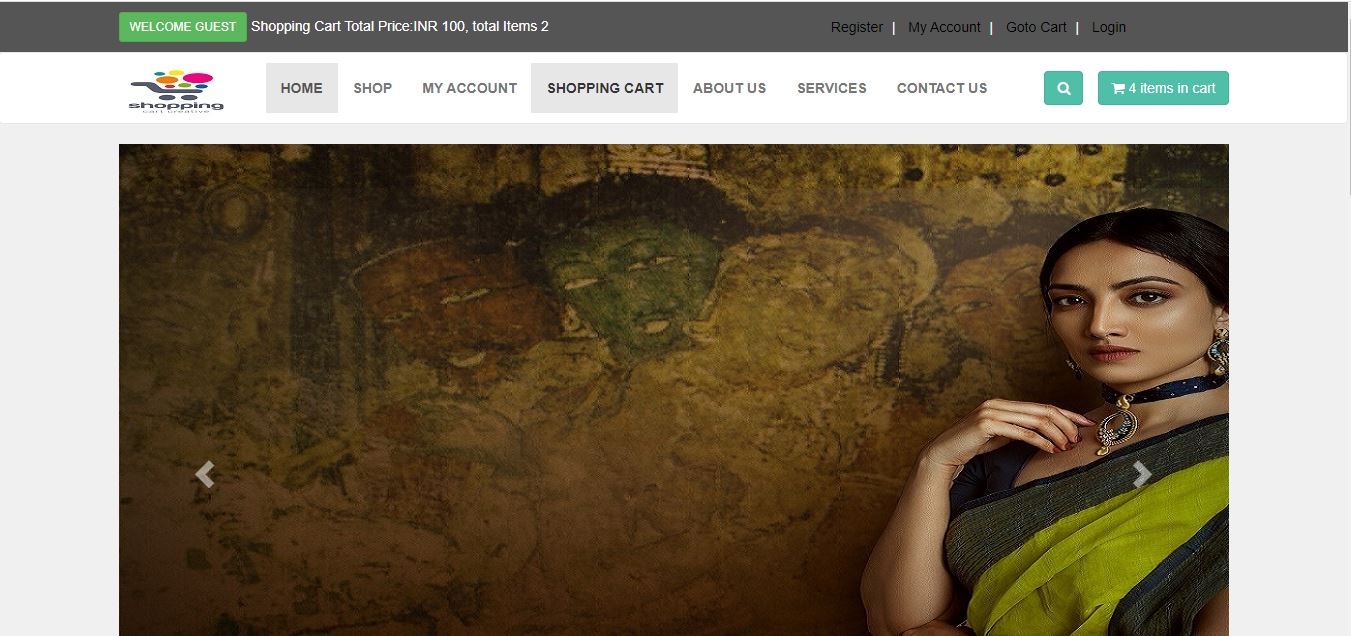 WELCOME GUEST Shopping Cart Total Price:INR 100, total Items 2 Register | My Account | Goto Cart | Login
shopping
cart creative
HOME SHOP MY ACCOUNT SHOPPING CART ABOUT US SERVICES CONTACT US 4 items in cart